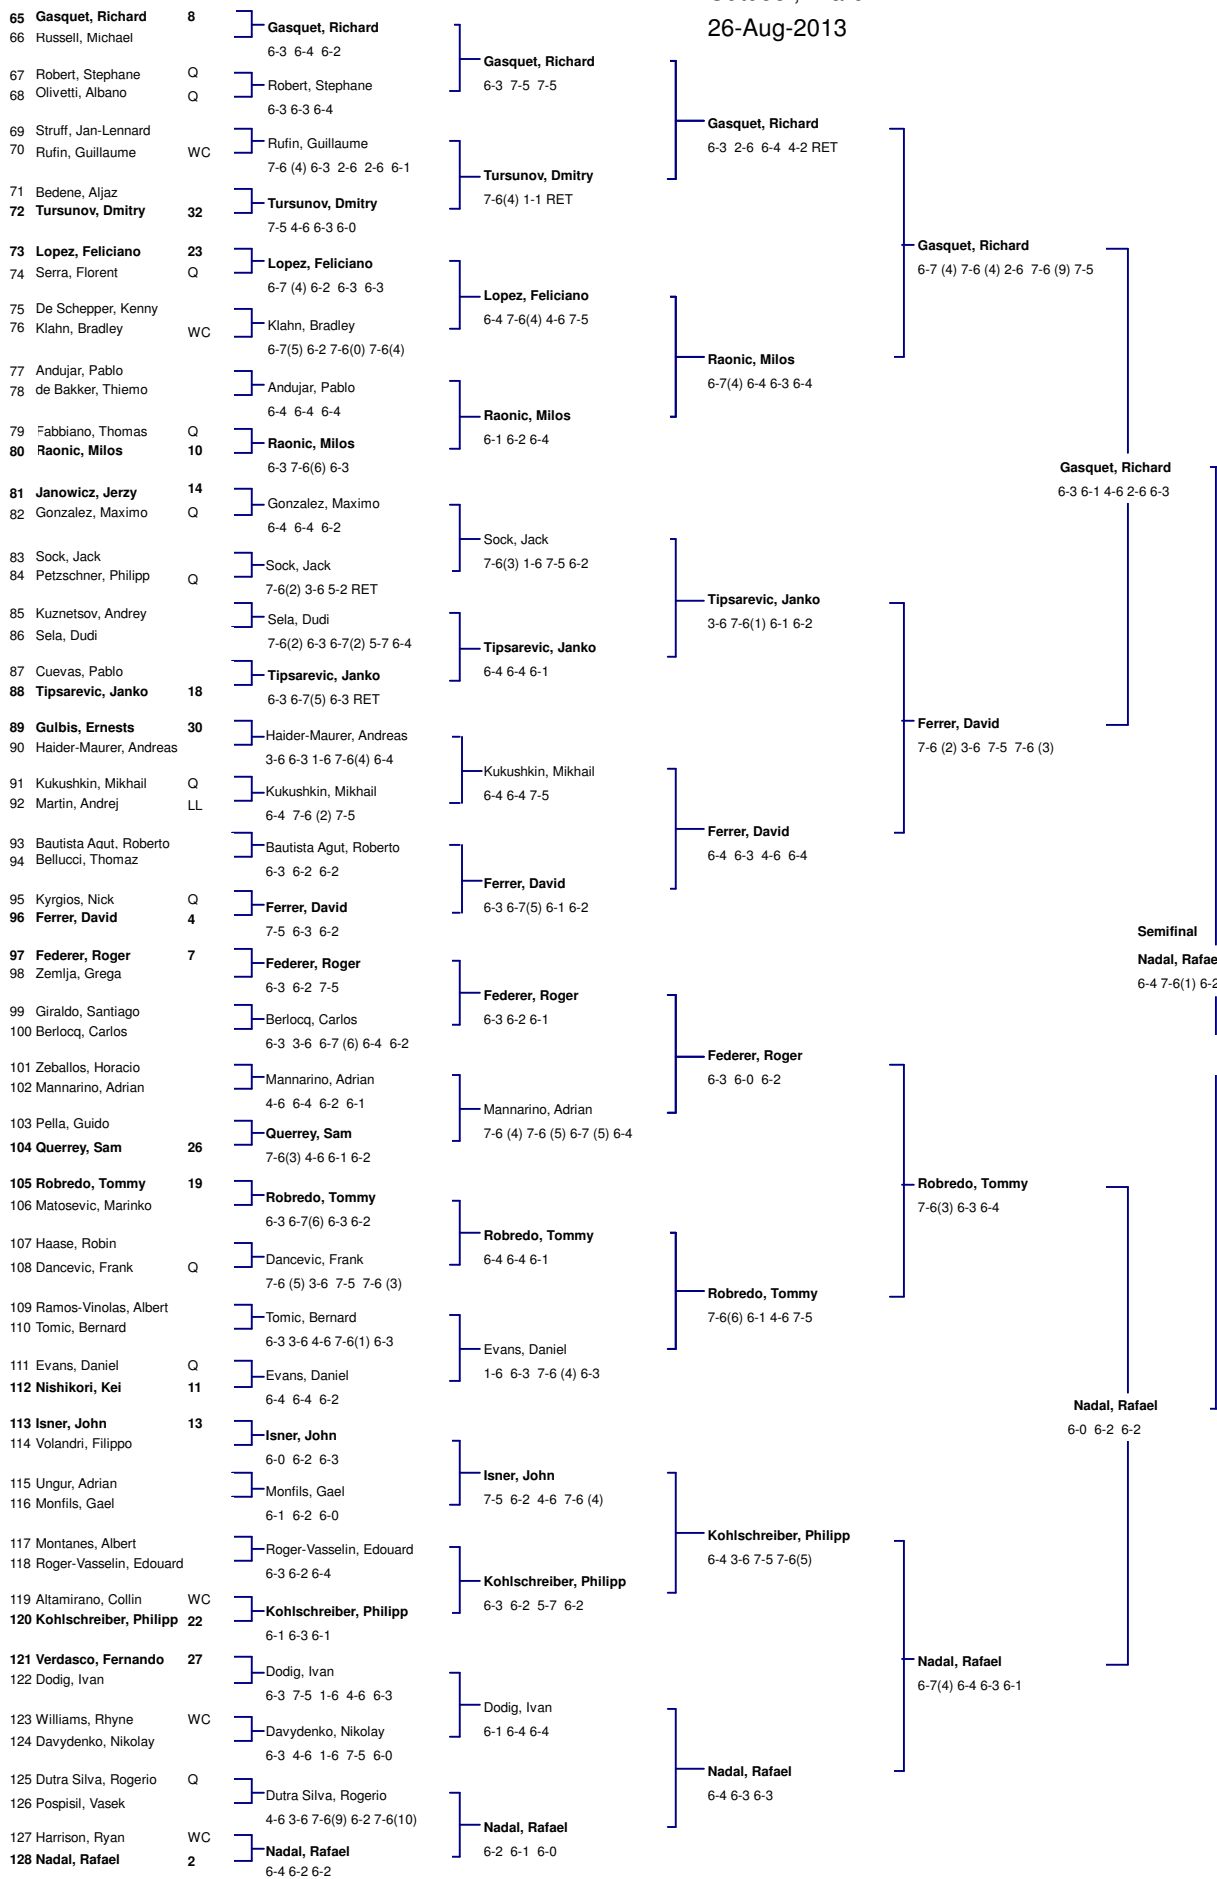 26-Aug-2013
65 Gasquet, Richard 8
66 Russell, Michael
67 Robert, Stephane Q
68 Olivetti, Albano Q
69 Struff, Jan-Lennard
70 Rufin, Guillaume WC
71 Bedene, Aljaz
72 Tursunov, Dmitry 32
73 Lopez, Feliciano 23
74 Serra, Florent Q
75 De Schepper, Kenny
76 Klahn, Bradley WC
77 Andujar, Pablo
78 de Bakker, Thiemo
79 Fabbiano, Thomas Q
80 Raonic, Milos 10
81 Janowicz, Jerzy 14
82 Gonzalez, Maximo Q
83 Sock, Jack
84 Petzschner, Philipp Q
85 Kuznetsov, Andrey
86 Sela, Dudi
87 Cuevas, Pablo
88 Tipsarevic, Janko 18
89 Gulbis, Ernests 30
90 Haider-Maurer, Andreas
91 Kukushkin, Mikhail Q
92 Martin, Andrej LL
93 Bautista Agut, Roberto
94 Bellucci, Thomaz
95 Kyrgios, Nick Q
96 Ferrer, David 4
97 Federer, Roger 7
98 Zemlja, Grega
99 Giraldo, Santiago
100 Berlocq, Carlos
101 Zeballos, Horacio
102 Mannarino, Adrian
103 Pella, Guido
104 Querrey, Sam 26
105 Robredo, Tommy 19
106 Matosevic, Marinko
107 Haase, Robin
108 Dancevic, Frank Q
109 Ramos-Vinolas, Albert
110 Tomic, Bernard
111 Evans, Daniel Q
112 Nishikori, Kei 11
113 Isner, John 13
114 Volandri, Filippo
115 Ungur, Adrian
116 Monfils, Gael
117 Montanes, Albert
118 Roger-Vasselin, Edouard
119 Altamirano, Collin WC
120 Kohlschreiber, Philipp 22
121 Verdasco, Fernando 27
122 Dodig, Ivan
123 Williams, Rhyne WC
124 Davydenko, Nikolay
125 Dutra Silva, Rogerio Q
126 Pospisil, Vasek
127 Harrison, Ryan WC
128 Nadal, Rafael 2
Gasquet, Richard
6-3 6-4 6-2
Robert, Stephane
6-3 6-3 6-4
Rufin, Guillaume
7-6 (4) 6-3 2-6 2-6 6-1
Tursunov, Dmitry
7-5 4-6 6-3 6-0
Lopez, Feliciano
6-7 (4) 6-2 6-3 6-3
Klahn, Bradley
6-7(5) 6-2 7-6(0) 7-6(4)
Andujar, Pablo
6-4 6-4 6-4
Raonic, Milos
6-3 7-6(6) 6-3
Gonzalez, Maximo
6-4 6-4 6-2
Sock, Jack
7-6(2) 3-6 5-2 RET
Sela, Dudi
7-6(2) 6-3 6-7(2) 5-7 6-4
Tipsarevic, Janko
6-3 6-7(5) 6-3 RET
Haider-Maurer, Andreas
3-6 6-3 1-6 7-6(4) 6-4
Kukushkin, Mikhail
6-4 7-6 (2) 7-5
Bautista Agut, Roberto
6-3 6-2 6-2
Ferrer, David
7-5 6-3 6-2
Federer, Roger
6-3 6-2 7-5
Berlocq, Carlos
6-3 3-6 6-7 (6) 6-4 6-2
Mannarino, Adrian
4-6 6-4 6-2 6-1
Querrey, Sam
7-6(3) 4-6 6-1 6-2
Robredo, Tommy
6-3 6-7(6) 6-3 6-2
Dancevic, Frank
7-6 (5) 3-6 7-5 7-6 (3)
Tomic, Bernard
6-3 3-6 4-6 7-6(1) 6-3
Evans, Daniel
6-4 6-4 6-2
Isner, John
6-0 6-2 6-3
Monfils, Gael
6-1 6-2 6-0
Roger-Vasselin, Edouard
6-3 6-2 6-4
Kohlschreiber, Philipp
6-1 6-3 6-1
Dodig, Ivan
6-3 7-5 1-6 4-6 6-3
Davydenko, Nikolay
6-3 4-6 1-6 7-5 6-0
Dutra Silva, Rogerio
4-6 3-6 7-6(9) 6-2 7-6(10)
Nadal, Rafael
6-4 6-2 6-2
Gasquet, Richard
6-3 7-5 7-5
Tursunov, Dmitry
7-6(4) 1-1 RET
Lopez, Feliciano
6-4 7-6(4) 4-6 7-5
Raonic, Milos
6-1 6-2 6-4
Sock, Jack
7-6(3) 1-6 7-5 6-2
Tipsarevic, Janko
6-4 6-4 6-1
Kukushkin, Mikhail
6-4 6-4 7-5
Ferrer, David
6-3 6-7(5) 6-1 6-2
Federer, Roger
6-3 6-2 6-1
Mannarino, Adrian
7-6 (4) 7-6 (5) 6-7 (5) 6-4
Robredo, Tommy
6-4 6-4 6-1
Evans, Daniel
1-6 6-3 7-6 (4) 6-3
Isner, John
7-5 6-2 4-6 7-6 (4)
Kohlschreiber, Philipp
6-3 6-2 5-7 6-2
Dodig, Ivan
6-1 6-4 6-4
Nadal, Rafael
6-2 6-1 6-0
Gasquet, Richard
6-3 2-6 6-4 4-2 RET
Raonic, Milos
6-7(4) 6-4 6-3 6-4
Tipsarevic, Janko
3-6 7-6(1) 6-1 6-2
Ferrer, David
6-4 6-3 4-6 6-4
Federer, Roger
6-3 6-0 6-2
Robredo, Tommy
7-6(6) 6-1 4-6 7-5
Kohlschreiber, Philipp
6-4 3-6 7-5 7-6(5)
Nadal, Rafael
6-4 6-3 6-3
Gasquet, Richard
6-7 (4) 7-6 (4) 2-6 7-6 (9) 7-5
Ferrer, David
7-6 (2) 3-6 7-5 7-6 (3)
Robredo, Tommy
7-6(3) 6-3 6-4
Nadal, Rafael
6-7(4) 6-4 6-3 6-1
Gasquet, Richard
6-3 6-1 4-6 2-6 6-3
Nadal, Rafael
6-0 6-2 6-2
Semifinal
Nadal, Rafae
6-4 7-6(1) 6-2